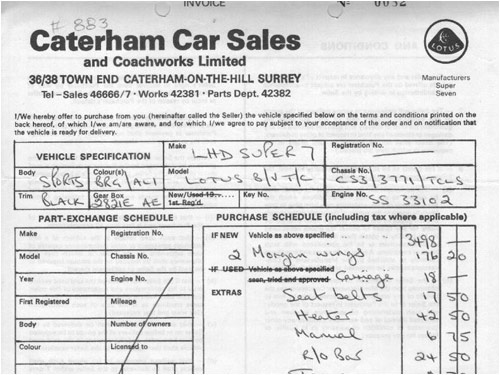 INVOICE Nº 0052
# 883
Caterham Car Sales
and Coachworks Limited
36/38 TOWN END CATERHAM-ON-THE-HILL SURREY
Tel - Sales 46666/7 · Works 42381 · Parts Dept. 42382
LOTUS
Manufacturers
Super
Seven
I/We hereby offer to purchase from you (hereinafter called the Seller) the vehicle specified below on the terms and conditions printed on the
back hereof, of which I/we am/are aware, and for which I/we agree to pay subject to your acceptance of the order and on notification that
the vehicle is ready for delivery.
VEHICLE SPECIFICATION Make LHD SUPER 7 Registration No.
Body SPORTS Colour(s) BRG/ALI Model LOTUS B/V T/C Chassis No. CS3/3771/TCLS
Trim BLACK Gear Box 2821E AE New/Used 19.... 1st Reg'd. Key No. Engine No. SS 33102
PART-EXCHANGE SCHEDULE
Make Registration No.
Model Chassis No.
Year Engine No.
First Registered Mileage
Body Number of owners
Colour Licensed to
PURCHASE SCHEDULE (including tax where applicable)
IF NEW Vehicle as above specified 3498 —
2 Morgan wings 176 20
IF USED Vehicle as above specified
seen, tried and approved Carriage 18 —
EXTRAS Seat belts 17 50
Heater 42 50
Manual 6 75
R/O Bar 24 50